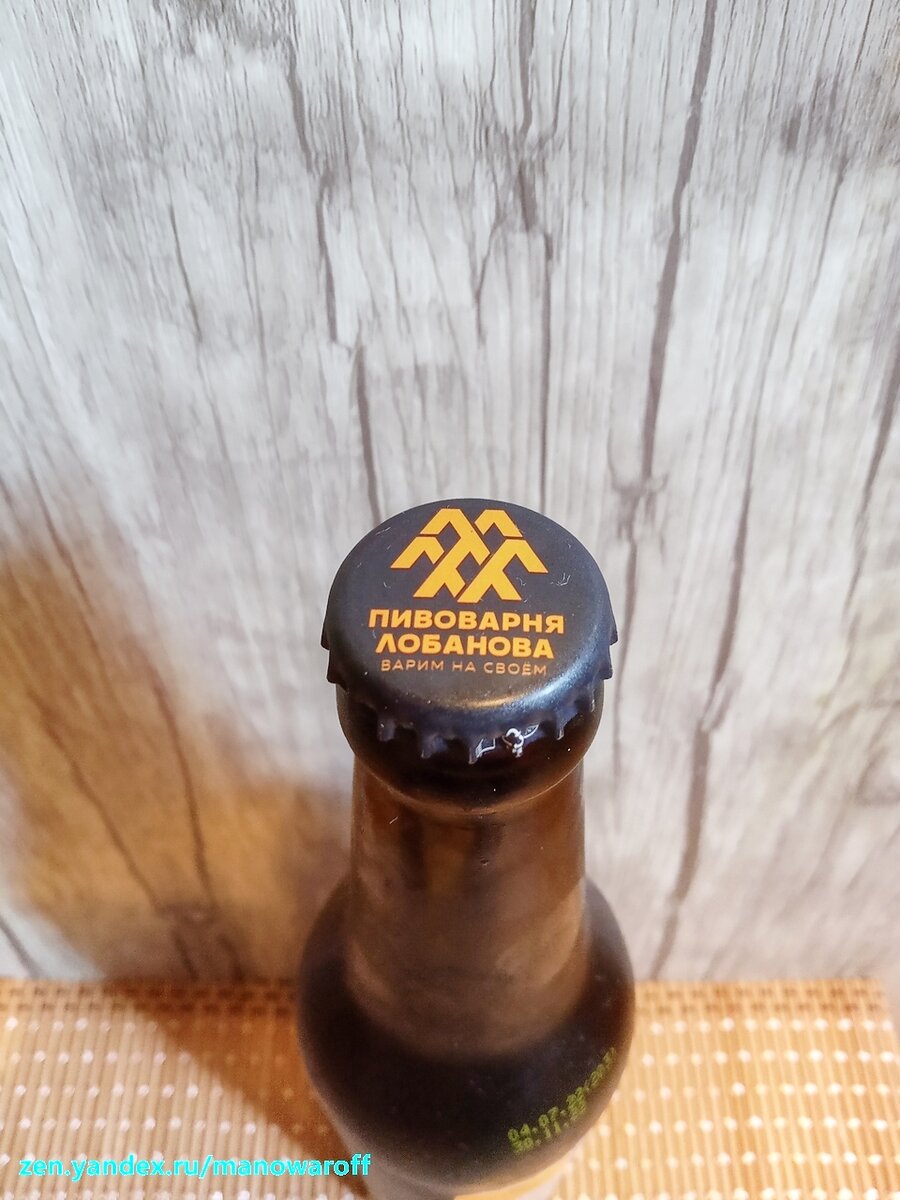 ПИВОВАРНЯ
ЛОБАНОВА
ВАРИМ НА СВОЁМ
zen.yandex.ru/manowaroff